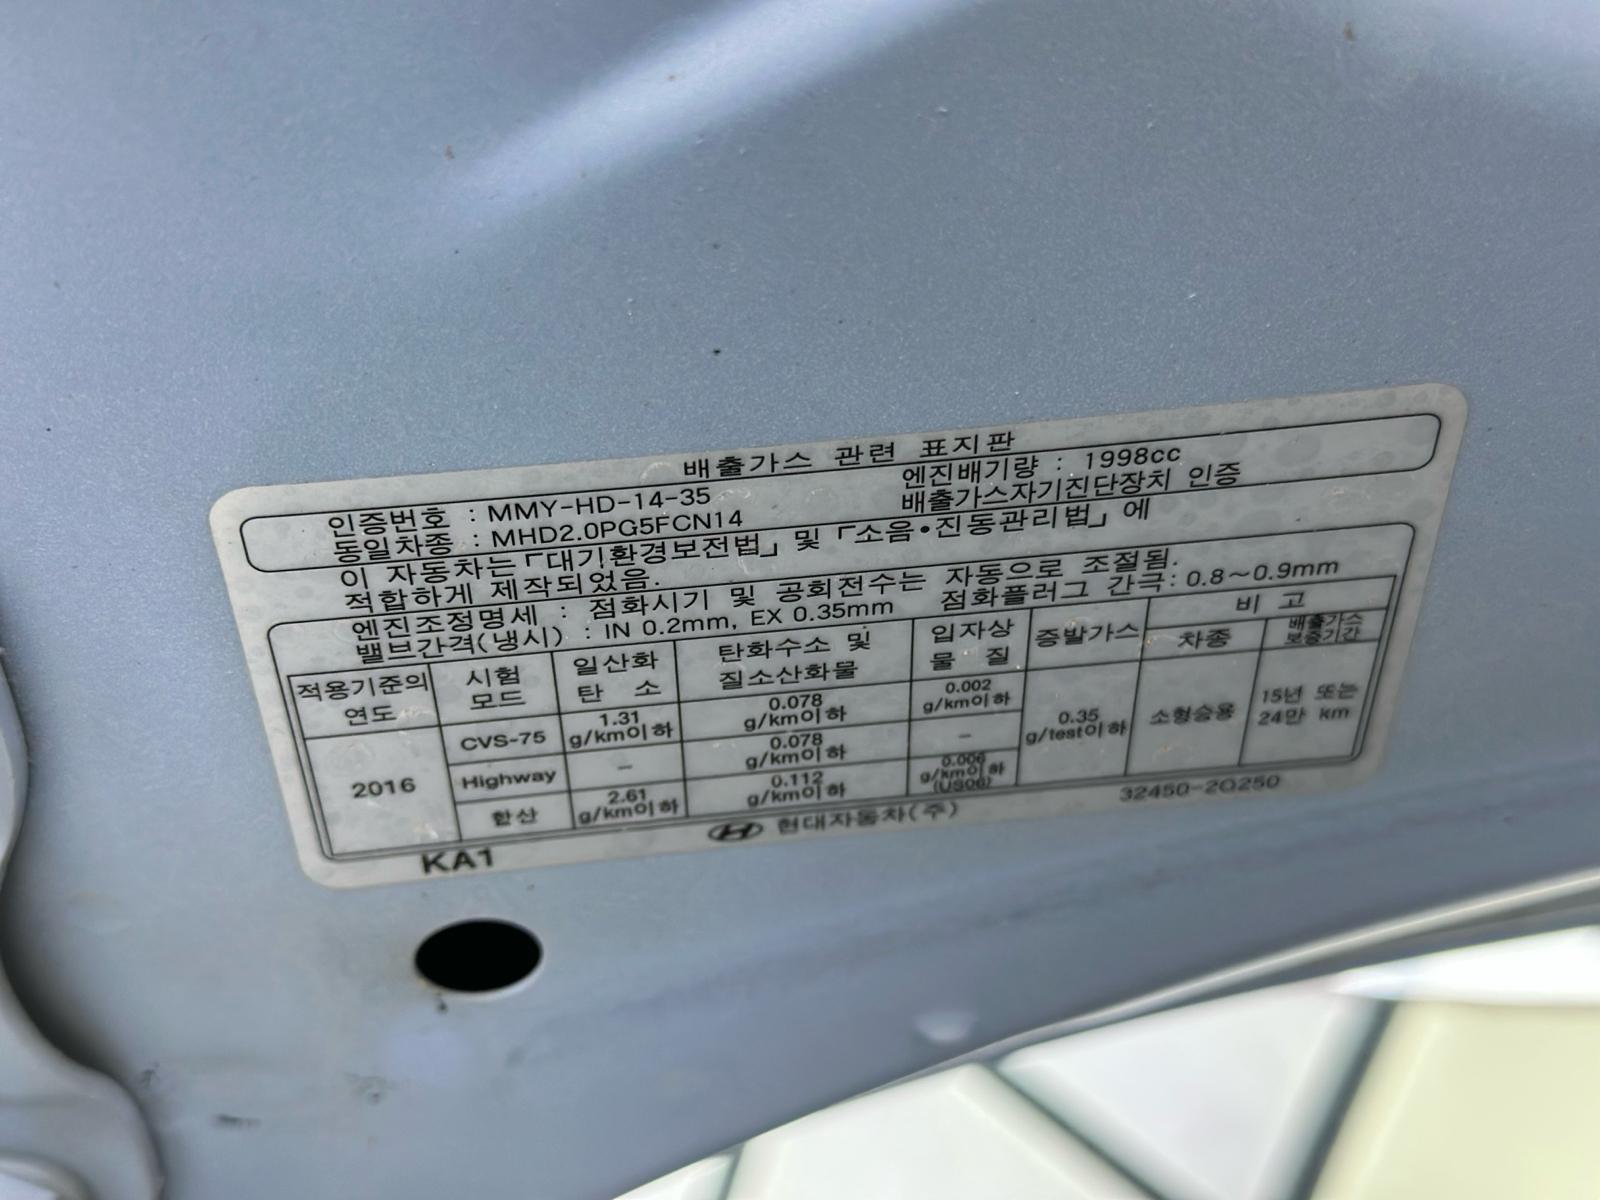 배출가스 관련 표지판
인증번호 : MMY-HD-14-35 엔진배기량 : 1998cc
동일차종 : MHD2.0PG5FCN14 배출가스자기진단장치 인증
이 자동차는「대기환경보전법」및「소음•진동관리법」에
적합하게 제작되었음.
엔진조정명세 : 점화시기 및 공회전수는 자동으로 조절됨.
밸브간격(냉시) : IN 0.2mm, EX 0.35mm 점화플러그 간극: 0.8~0.9mm
적용기준의 연도 시험 모드 일산화 탄 소 탄화수소 및 질소산화물 입자상 물 질 증발가스 비 고
차종 배출가스 보증기간
2016 CVS-75 1.31 g/km이하 0.078 g/km이하 0.002 g/km이하 0.35 g/test이하 소형승용 15년 또는 24만 km
Highway - 0.078 g/km이하 -
합산 2.61 g/km이하 0.112 g/km이하 0.006 g/km이하 (US06)
KA1 현대자동차(주) 32450-2G250